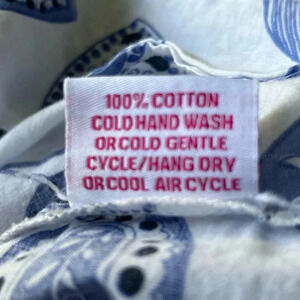 100% COTTON
COLD HAND WASH
OR COLD GENTLE
CYCLE/HANG DRY
OR COOL AIR CYCLE